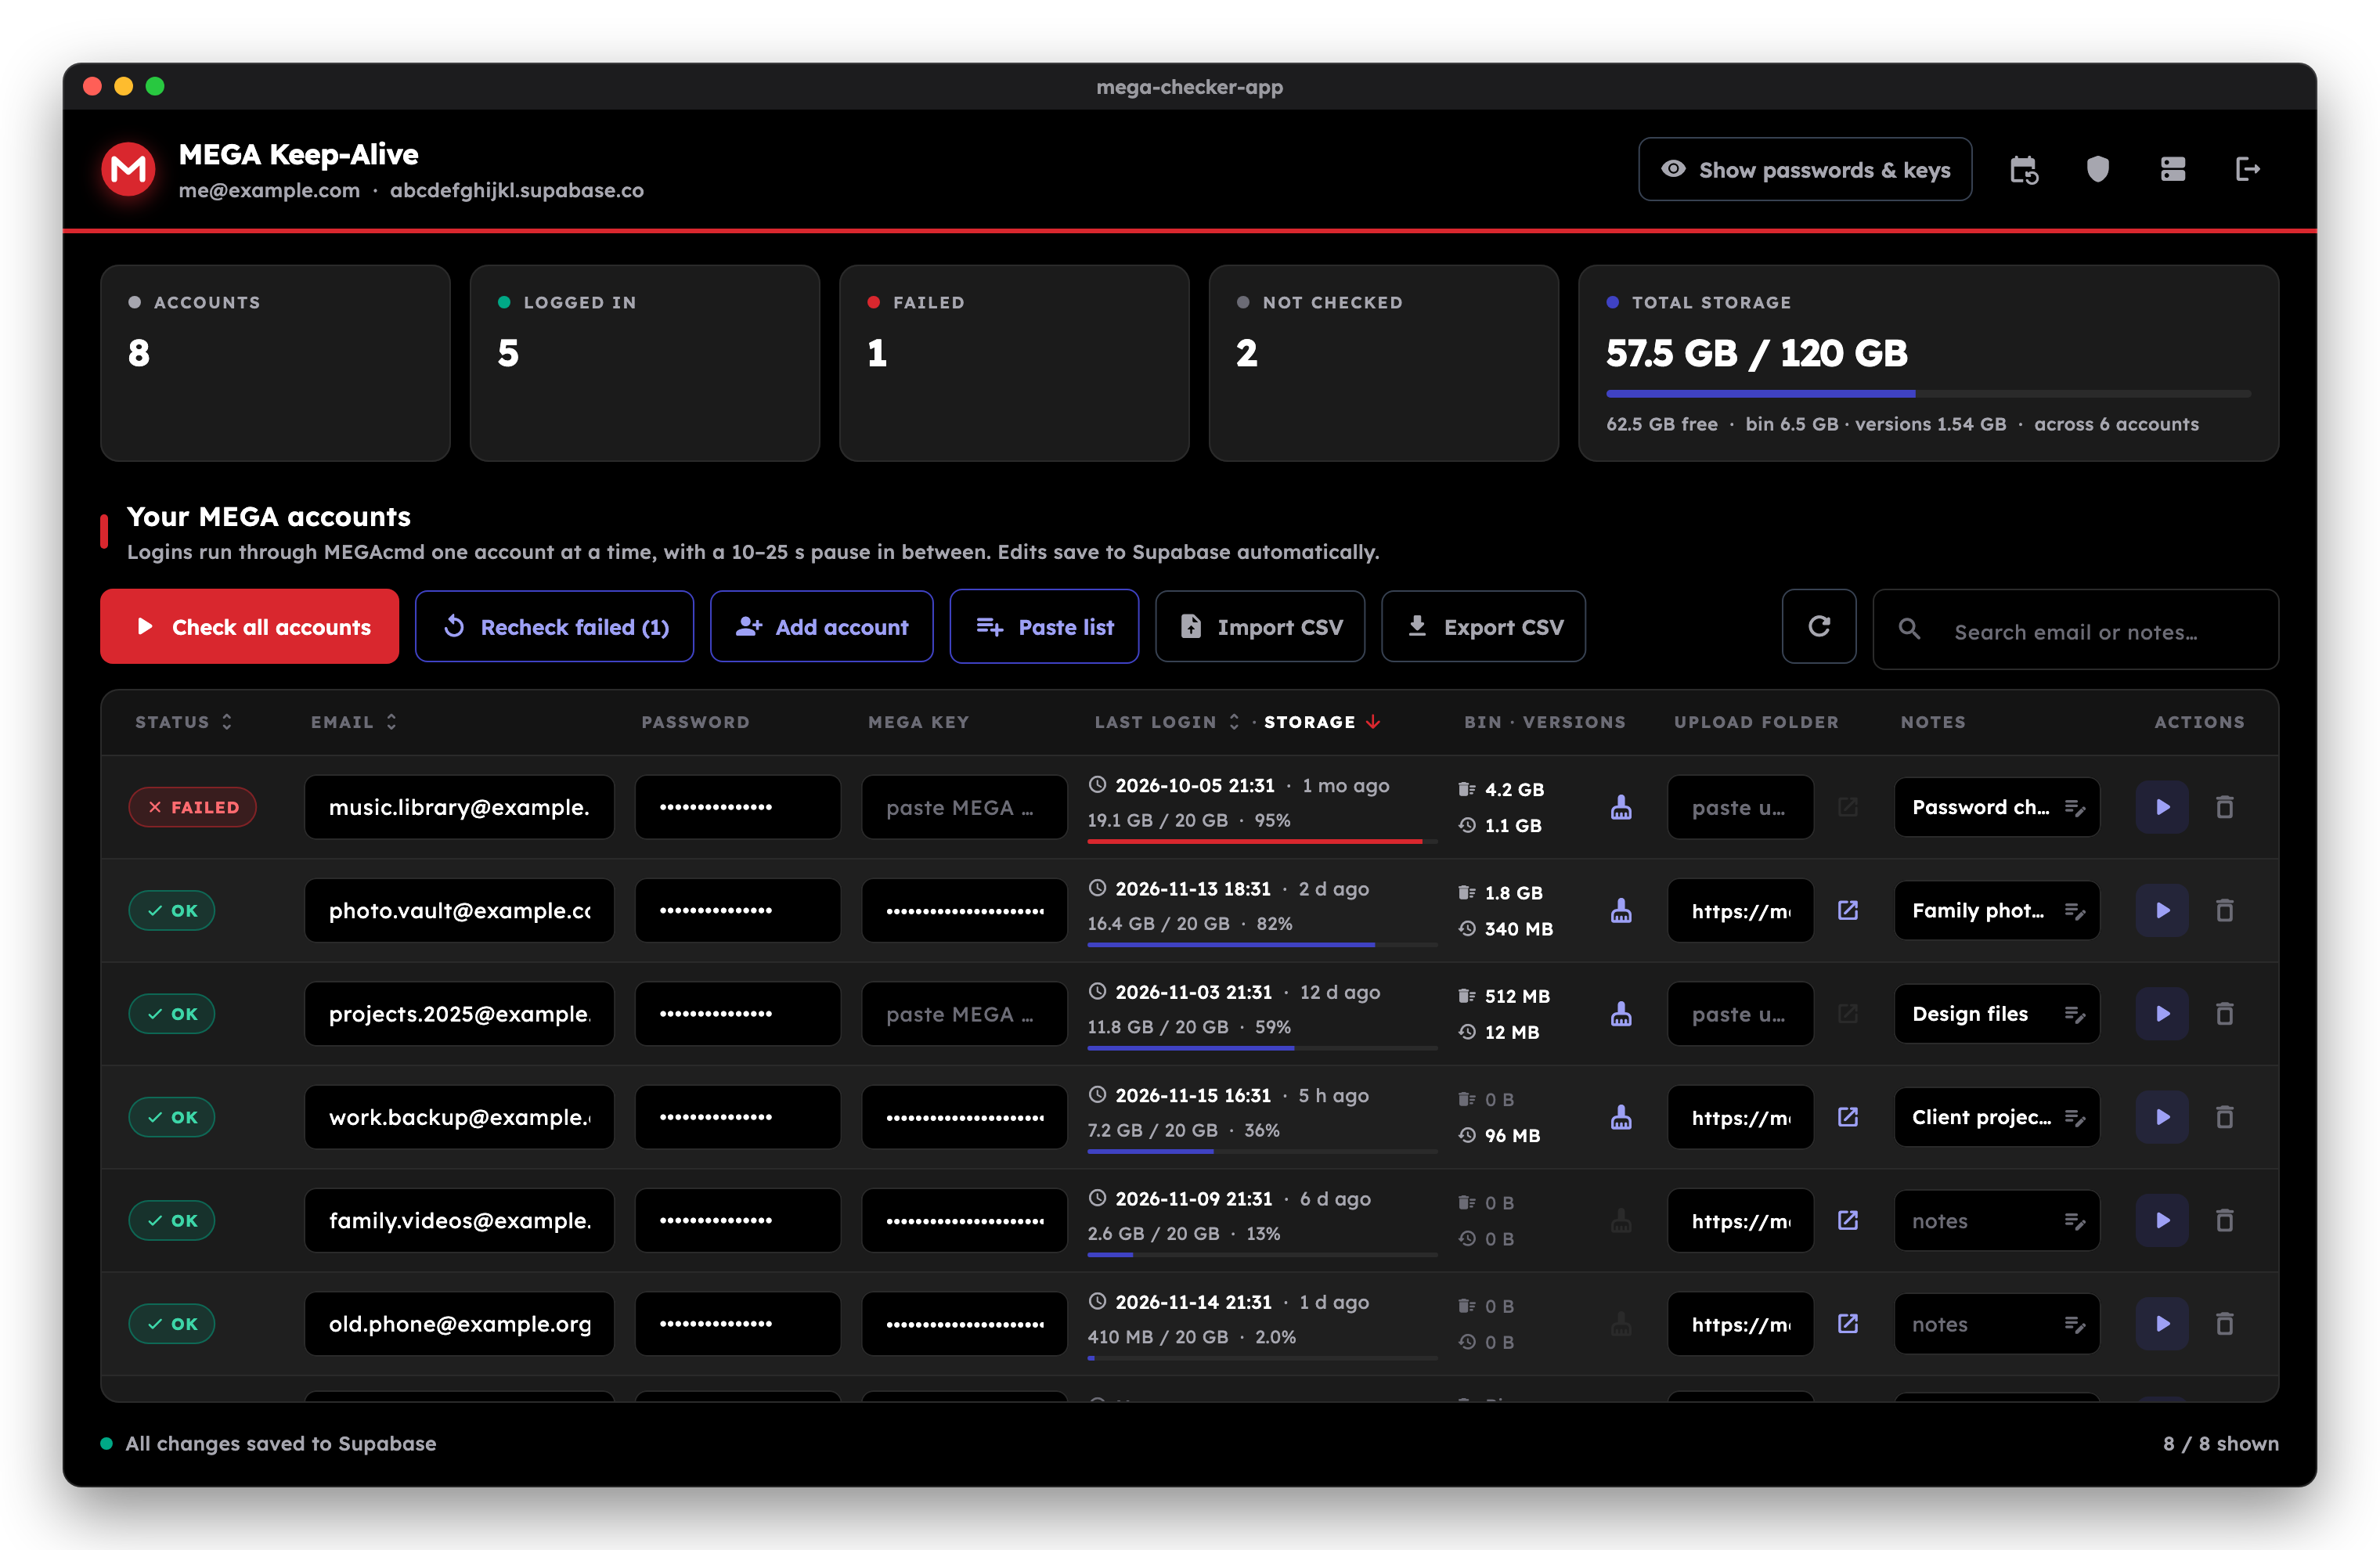 mega-checker-app
MEGA Keep-Alive
me@example.com · abcdefghijkl.supabase.co
Show passwords & keys
ACCOUNTS
8
LOGGED IN
5
FAILED
1
NOT CHECKED
2
TOTAL STORAGE
57.5 GB / 120 GB
62.5 GB free · bin 6.5 GB · versions 1.54 GB · across 6 accounts
Your MEGA accounts
Logins run through MEGAcmd one account at a time, with a 10–25 s pause in between. Edits save to Supabase automatically.
Check all accounts
Recheck failed (1)
Add account
Paste list
Import CSV
Export CSV
Search email or notes...
STATUS EMAIL PASSWORD MEGA KEY LAST LOGIN · STORAGE BIN · VERSIONS UPLOAD FOLDER NOTES ACTIONS
FAILED
music.library@example.
paste MEGA ...
2026-10-05 21:31 · 1 mo ago
19.1 GB / 20 GB · 95%
4.2 GB
1.1 GB
paste u...
Password ch...
OK
photo.vault@example.co
2026-11-13 18:31 · 2 d ago
16.4 GB / 20 GB · 82%
1.8 GB
340 MB
https://m
Family phot...
OK
projects.2025@example.
paste MEGA ...
2026-11-03 21:31 · 12 d ago
11.8 GB / 20 GB · 59%
512 MB
12 MB
paste u...
Design files
OK
work.backup@example.
2026-11-15 16:31 · 5 h ago
7.2 GB / 20 GB · 36%
0 B
96 MB
https://m
Client projec...
OK
family.videos@example.
2026-11-09 21:31 · 6 d ago
2.6 GB / 20 GB · 13%
0 B
0 B
https://m
notes
OK
old.phone@example.org
2026-11-14 21:31 · 1 d ago
410 MB / 20 GB · 2.0%
0 B
0 B
https://m
notes
All changes saved to Supabase
8 / 8 shown